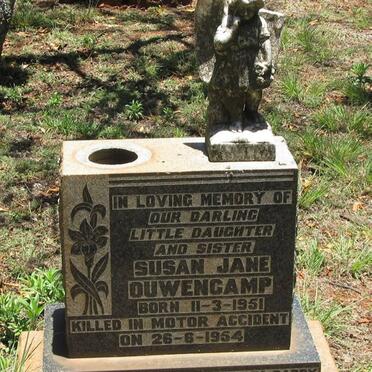 IN LOVING MEMORY OF
OUR DARLING
LITTLE DAUGHTER
AND SISTER
SUSAN JANE
OUWENCAMP
BORN 11-3-1951
KILLED IN MOTOR ACCIDENT
ON 26-6-1954